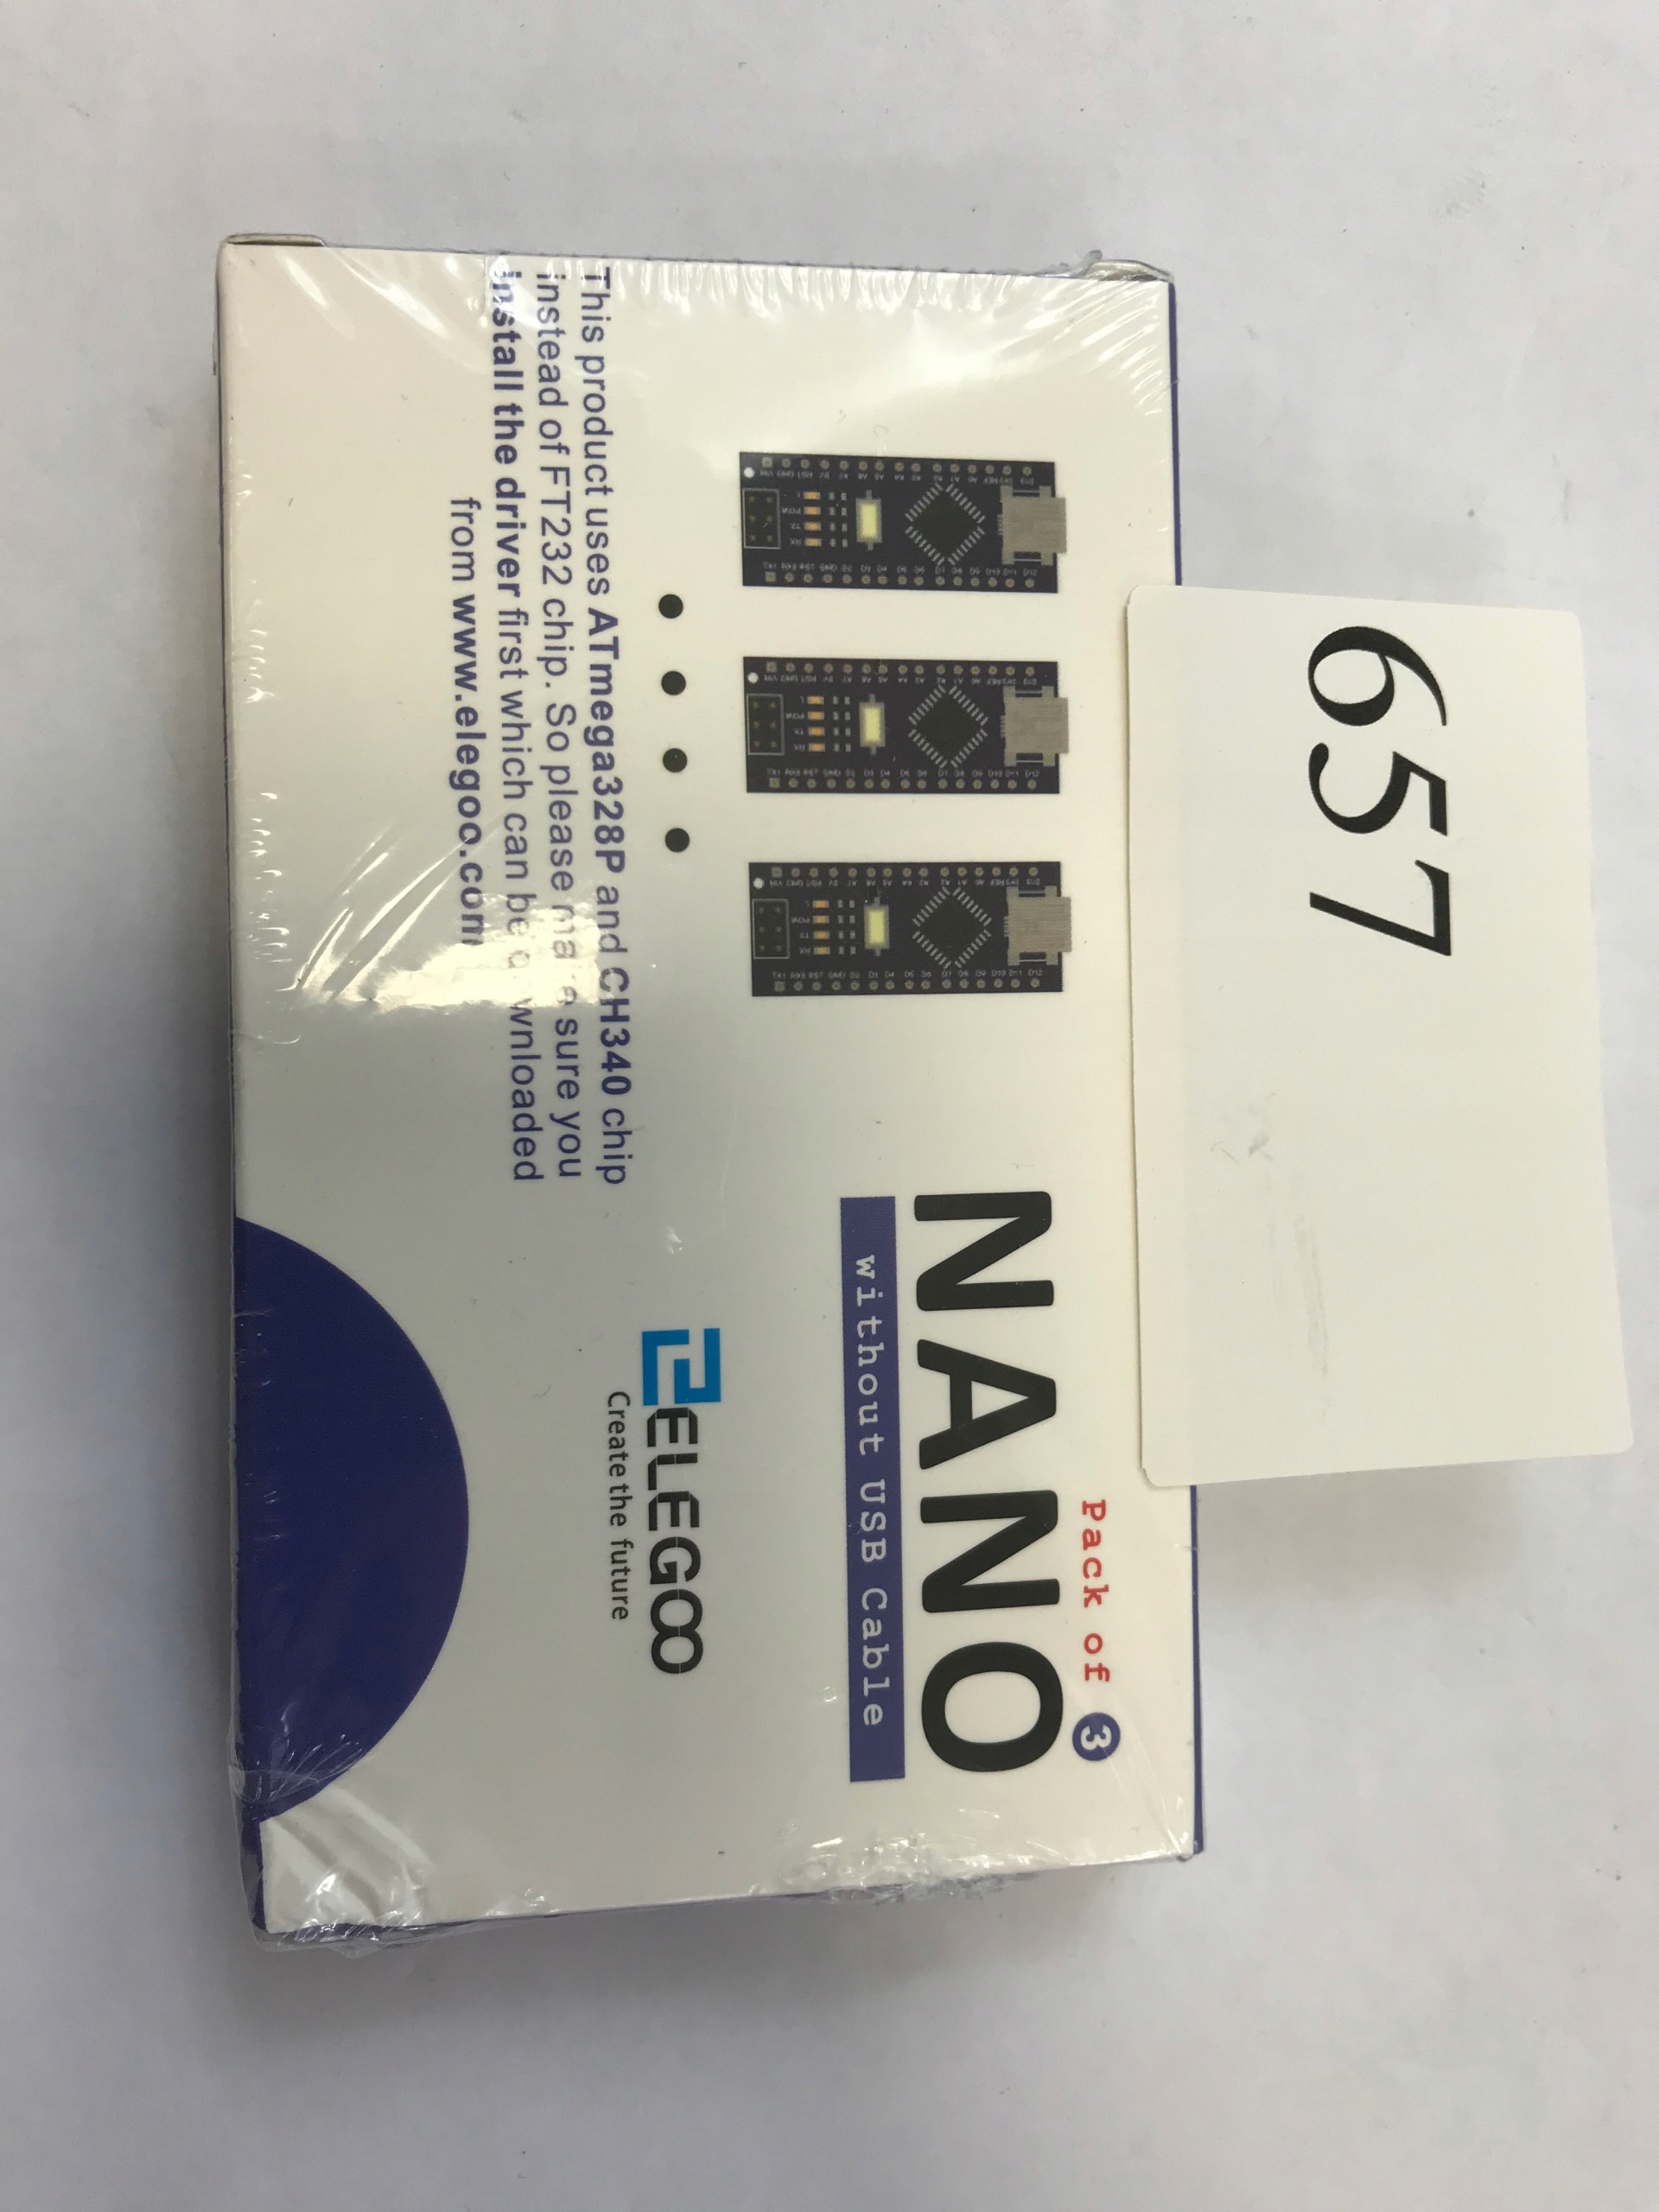 657
Pack of 3
NANO
without USB Cable
ELEGOO
Create the future
This product uses ATmega328P and CH340 chip
instead of FT232 chip. So please sure you
install the driver first which can be
from www.elegoo.com